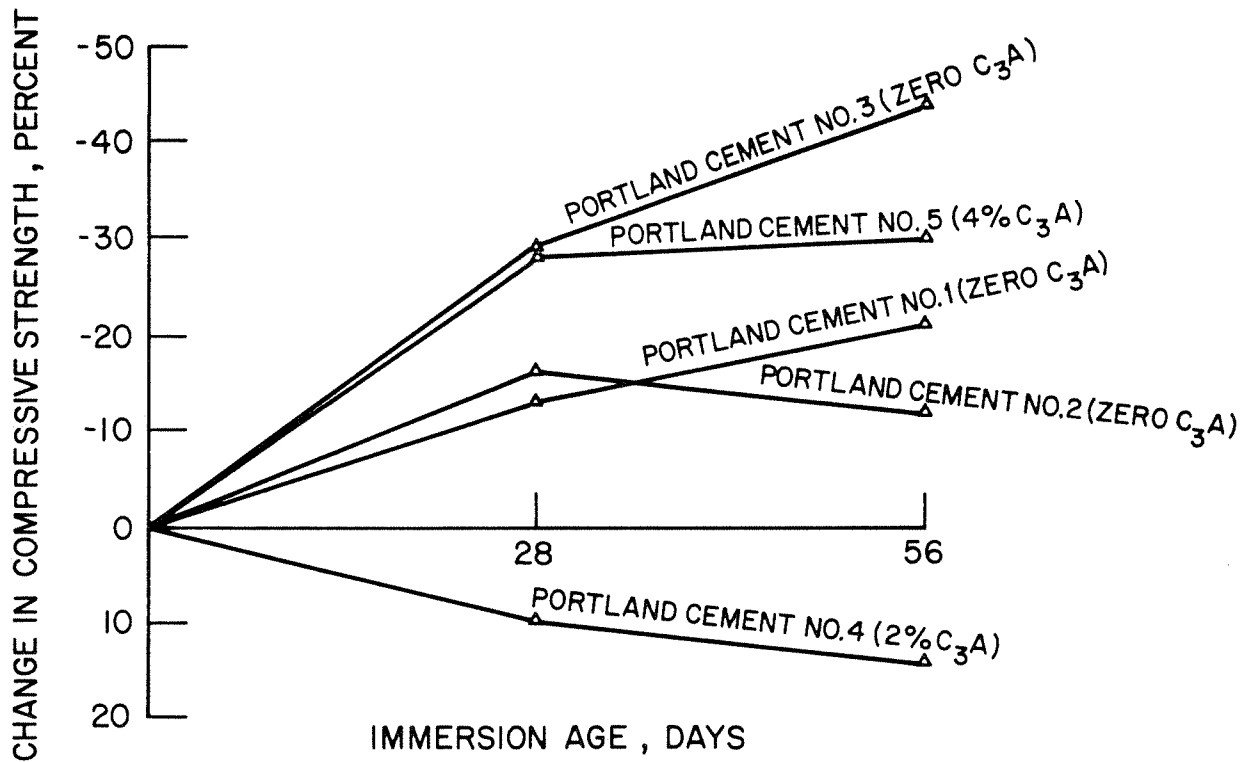 CHANGE IN COMPRESSIVE STRENGTH, PERCENT
-50
-40
-30
-20
-10
0
10
20
PORTLAND CEMENT NO.3 (ZERO C3A)
PORTLAND CEMENT NO. 5 (4% C3A)
PORTLAND CEMENT NO.1 (ZERO C3A)
PORTLAND CEMENT NO.2 (ZERO C3A)
28
56
PORTLAND CEMENT NO.4 (2% C3A)
IMMERSION AGE, DAYS